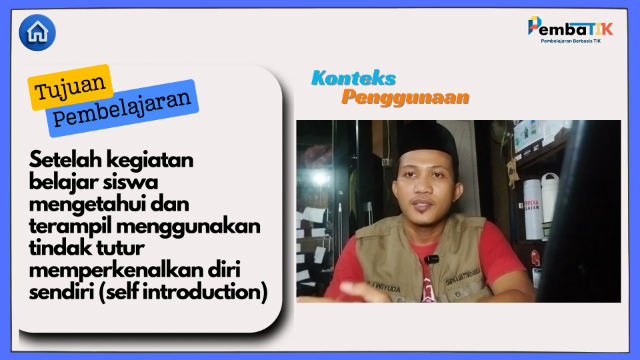 PembaTIK
Pembelajaran Berbasis TIK
Tujuan
Pembelajaran
Setelah kegiatan
belajar siswa
mengetahui dan
terampil menggunakan
tindak tutur
memperkenalkan diri
sendiri (self introduction)
Konteks
Penggunaan